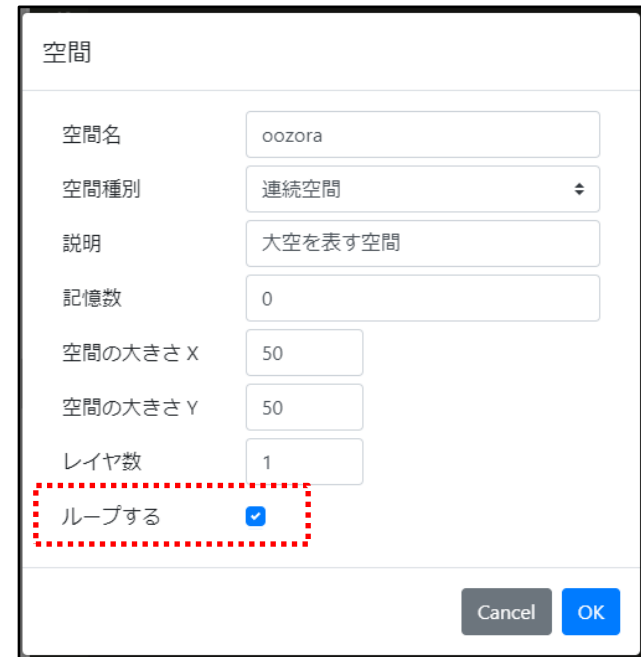 空間
空間名 oozora
空間種別 連続空間
説明 大空を表す空間
記憶数 0
空間の大きさ X 50
空間の大きさ Y 50
レイヤ数 1
ループする
Cancel OK